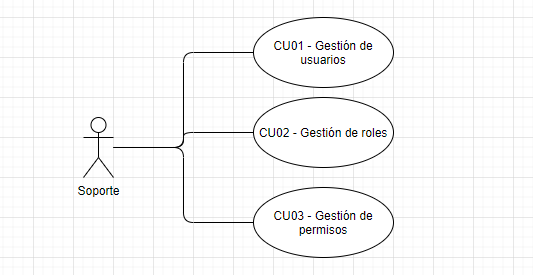 CU01 - Gestión de
usuarios
CU02 - Gestión de roles
Soporte
CU03 - Gestión de
permisos